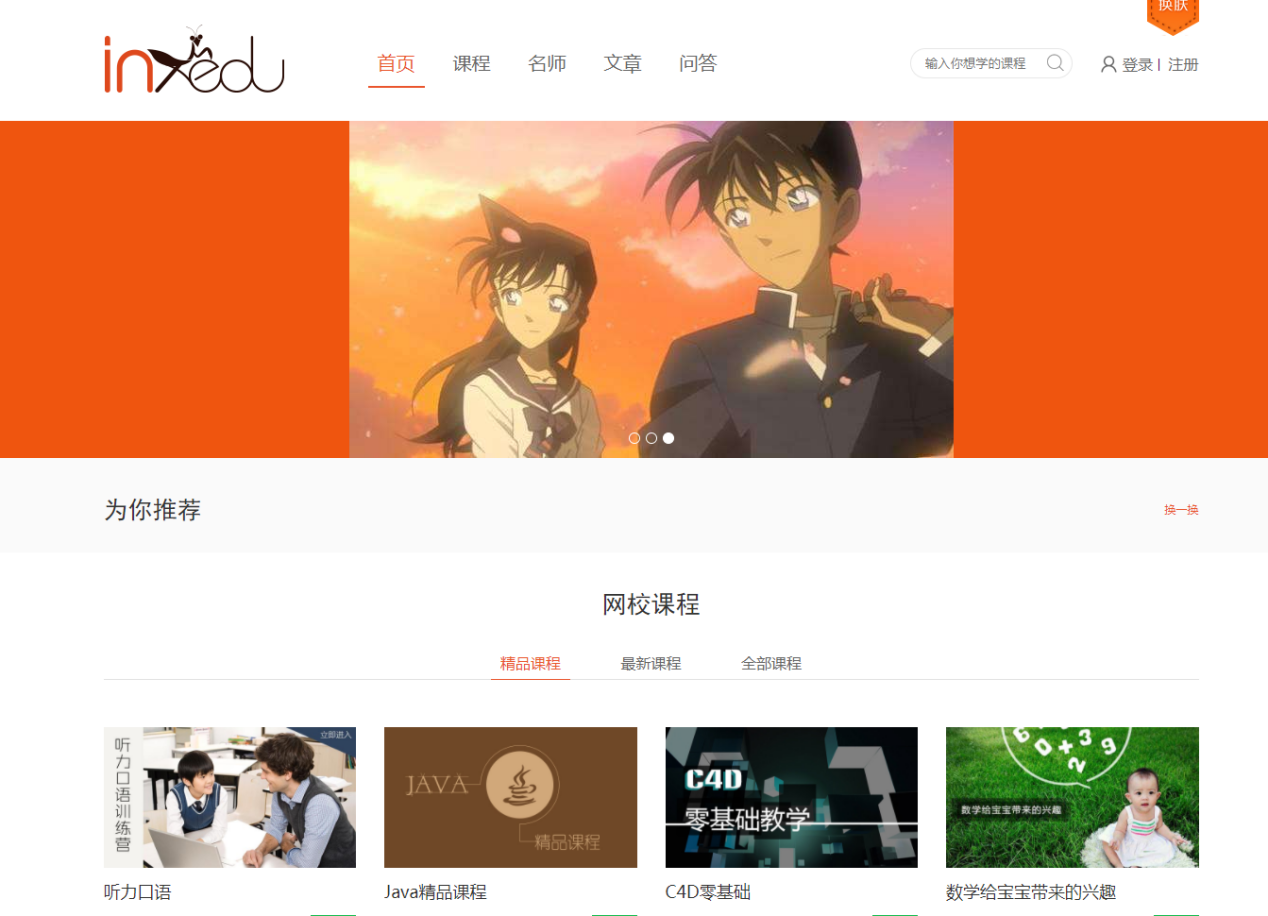 换肤
inxedu
首页 课程 名师 文章 问答
输入你想学的课程
登录 | 注册
为你推荐
换一换
网校课程
精品课程 最新课程 全部课程
听力口语训练营
立即进入
JAVA
精品课程
C4D
零基础教学
6 0 + 3 9 2
数学给宝宝带来的兴趣
听力口语
Java精品课程
C4D零基础
数学给宝宝带来的兴趣